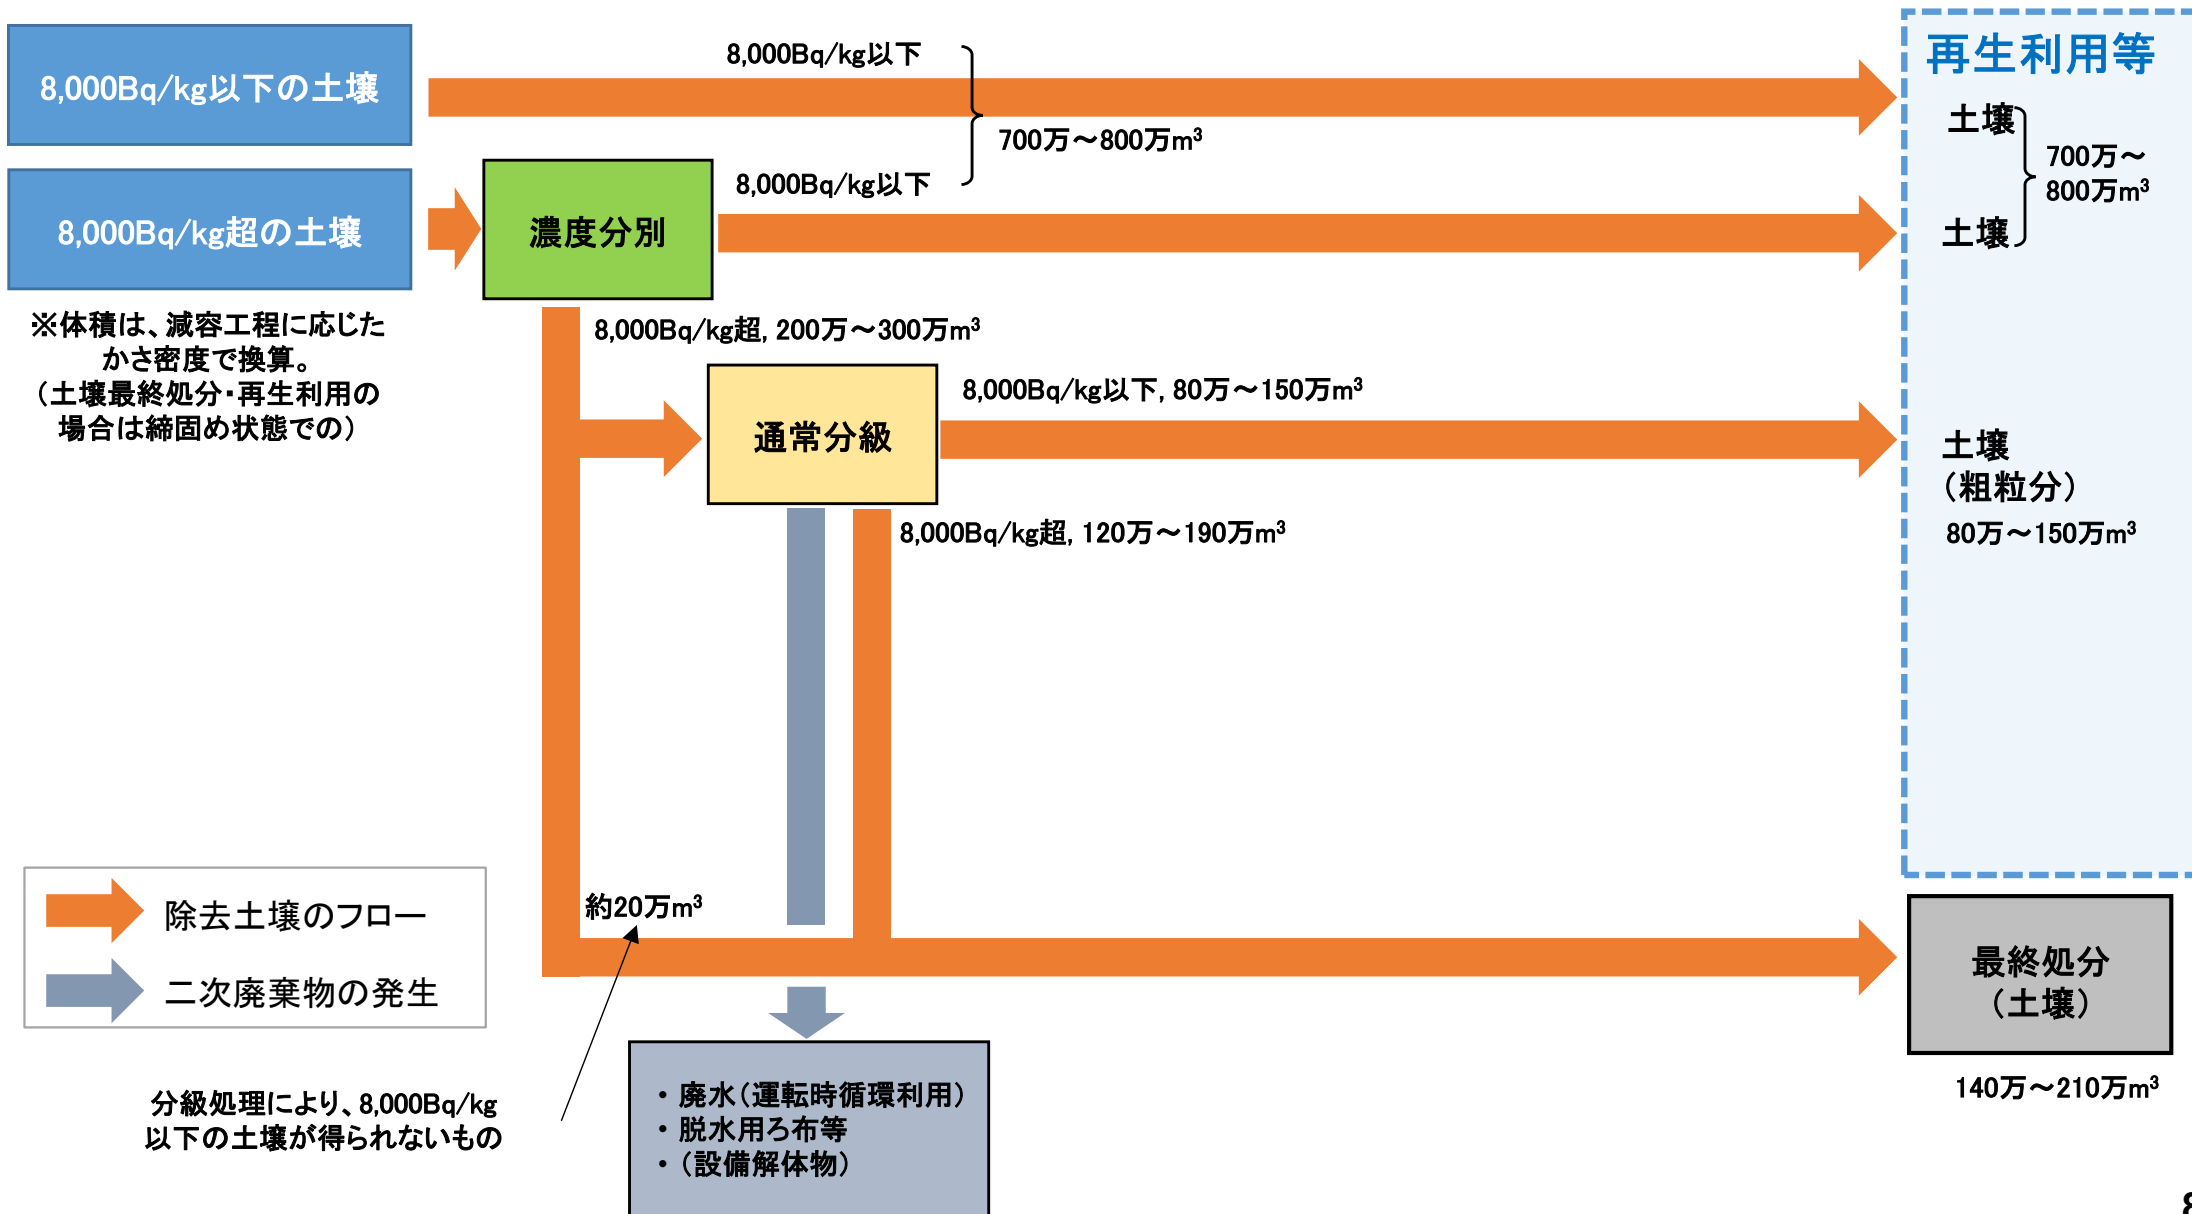 8,000Bq/kg以下の土壌
8,000Bq/kg以下
700万～800万m³
再生利用等
土壌
700万～
800万m³
土壌
8,000Bq/kg超の土壌
濃度分別
8,000Bq/kg以下
※体積は、減容工程に応じた
かさ密度で換算。
（土壌最終処分・再生利用の
場合は締固め状態での）
8,000Bq/kg超, 200万～300万m³
通常分級
8,000Bq/kg以下, 80万～150万m³
土壌
（粗粒分）
80万～150万m³
8,000Bq/kg超, 120万～190万m³
除去土壌のフロー
二次廃棄物の発生
約20万m³
最終処分
（土壌）
140万～210万m³
分級処理により、8,000Bq/kg
以下の土壌が得られないもの
・ 廃水（運転時循環利用）
・ 脱水用ろ布等
・（設備解体物）